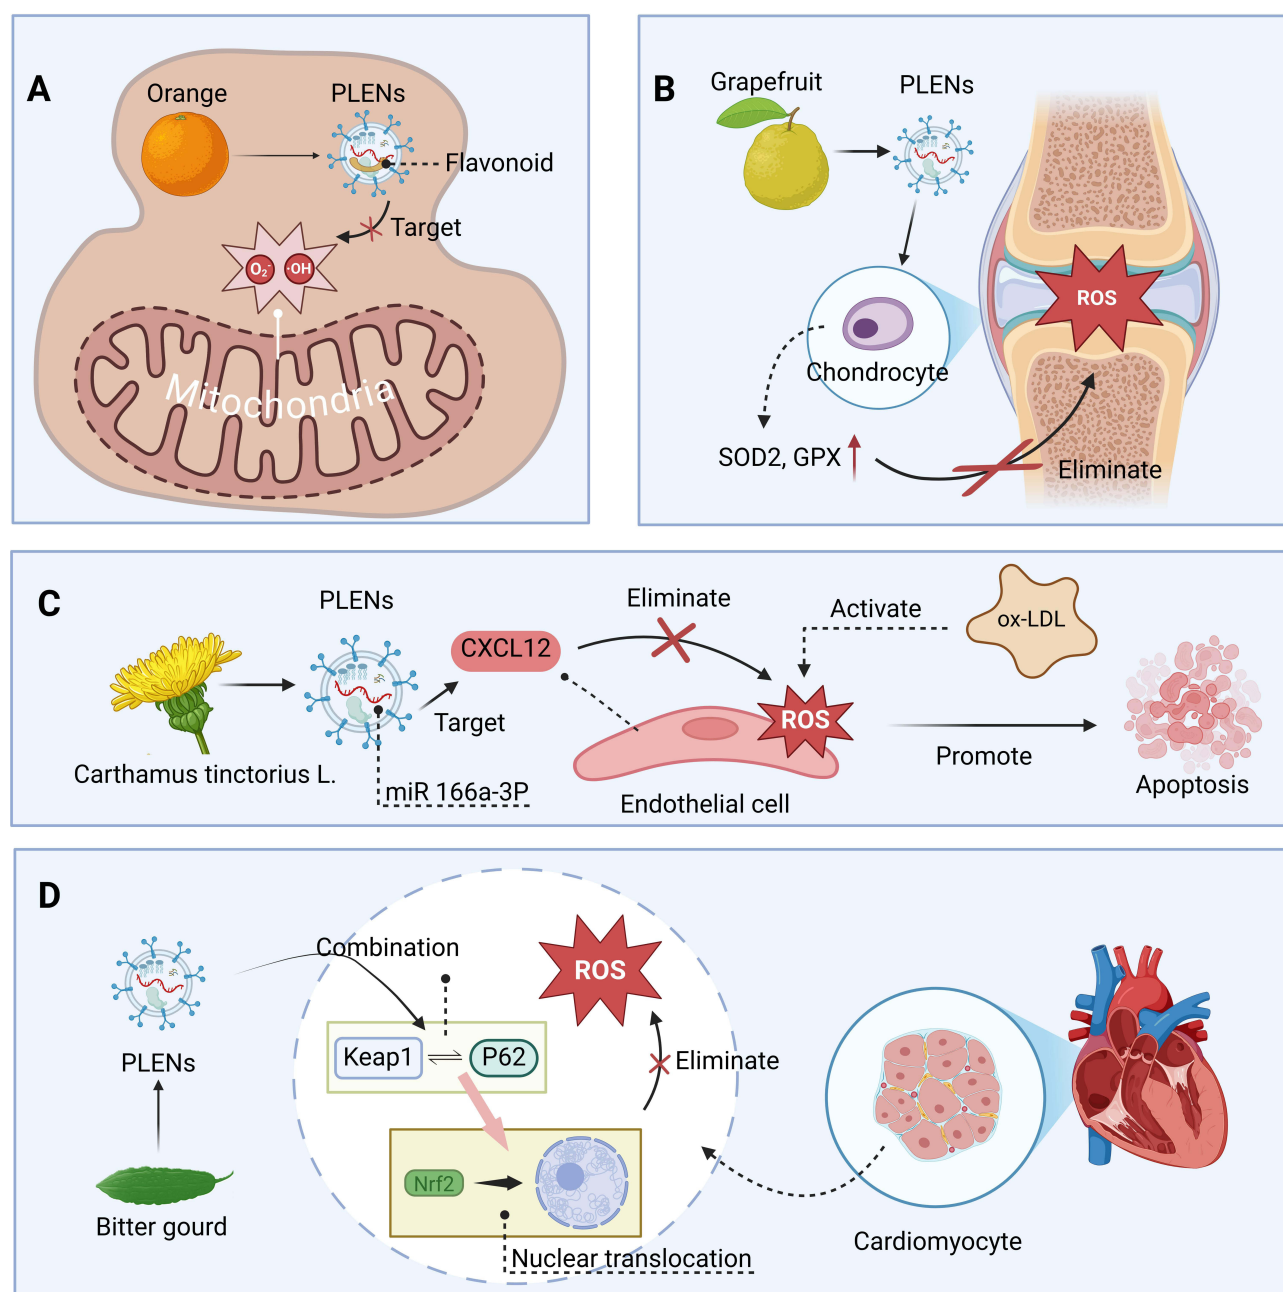 A
Orange
PLENs
Flavonoid
Target
O₂⁻
·OH
Mitochondria
B
Grapefruit
PLENs
ROS
Chondrocyte
SOD2, GPX
Eliminate
C
PLENs
Eliminate
Activate
ox-LDL
CXCL12
Target
ROS
Promote
Carthamus tinctorius L.
miR 166a-3P
Endothelial cell
Apoptosis
D
Combination
ROS
PLENs
Keap1
P62
Eliminate
Nrf2
Bitter gourd
Nuclear translocation
Cardiomyocyte